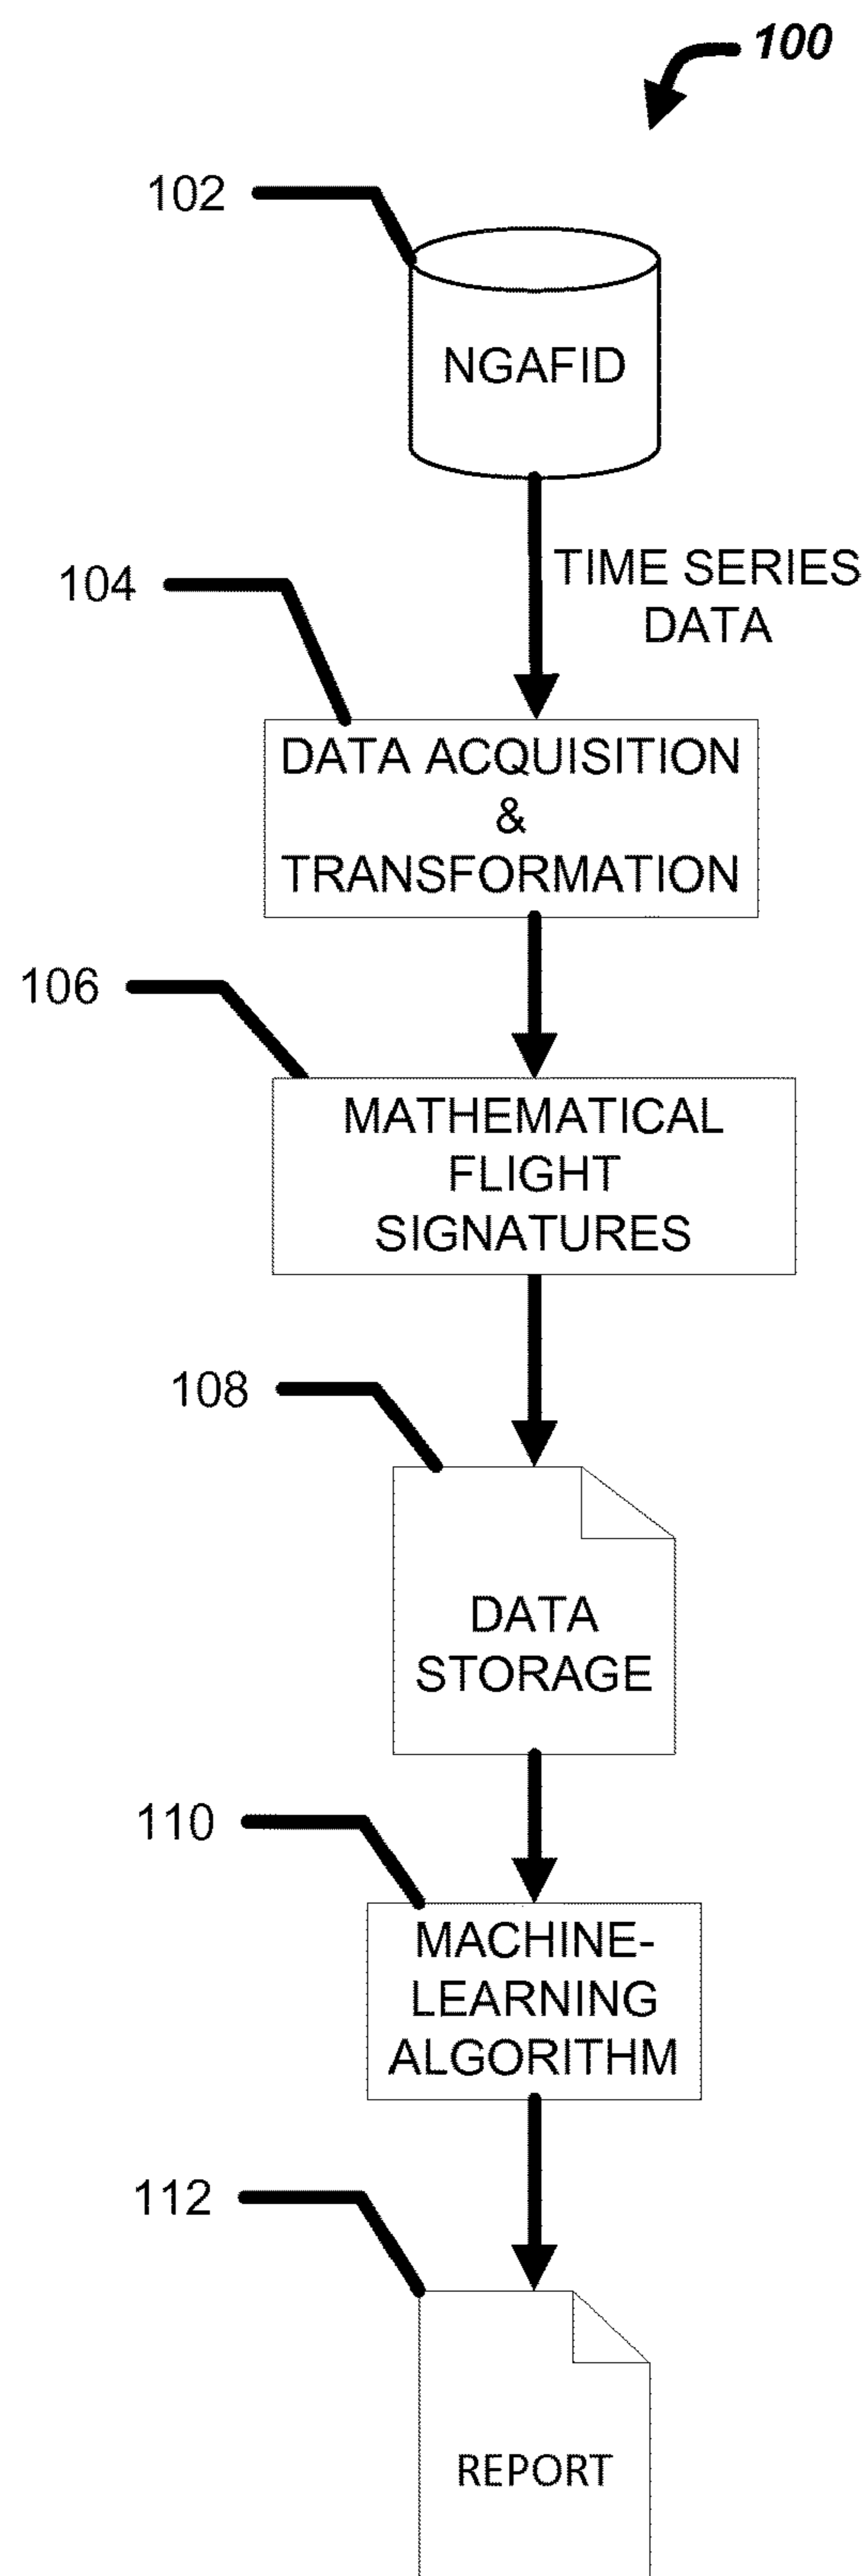 100
102
NGAFID
TIME SERIES
DATA
104
DATA ACQUISITION
&
TRANSFORMATION
106
MATHEMATICAL
FLIGHT
SIGNATURES
108
DATA
STORAGE
110
MACHINE-
LEARNING
ALGORITHM
112
REPORT